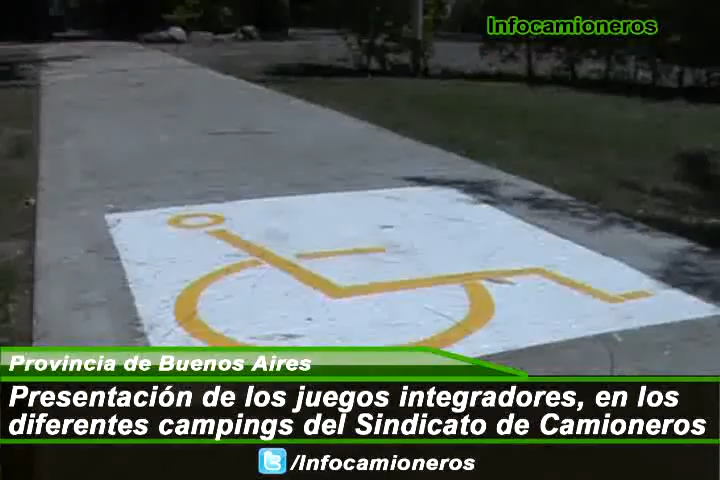 Infocamioneros
Provincia de Buenos Aires
Presentación de los juegos integradores, en los
diferentes campings del Sindicato de Camioneros
/Infocamioneros